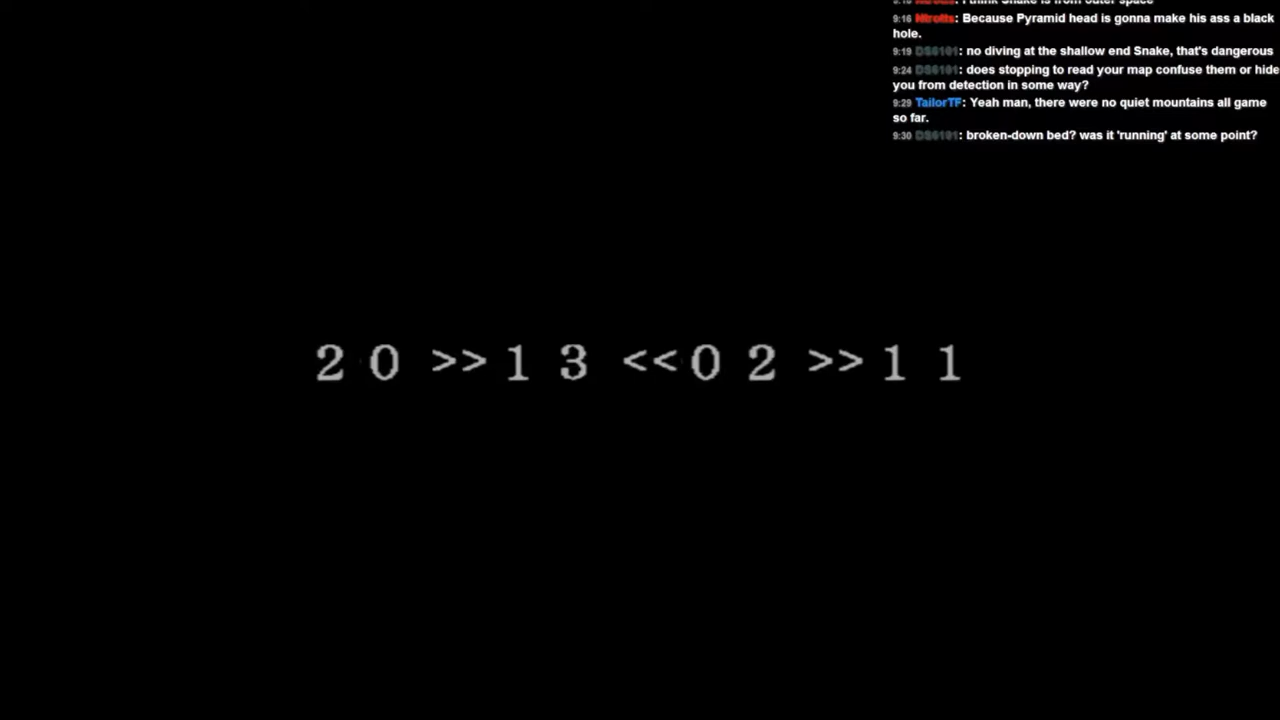 Because Pyramid head is gonna make his ass a black
9:16 Ntrotts: 
hole.
9:19 DS6101: no diving at the shallow end Snake, that's dangerous
9:24 DS6101: does stopping to read your map confuse them or hide
you from detection in some way?
9:29 TailorTF: Yeah man, there were no quiet mountains all game
so far.
9:30 DS6101: broken-down bed? was it 'running' at some point?
2 0 >>1 3 <<0 2 >>1 1